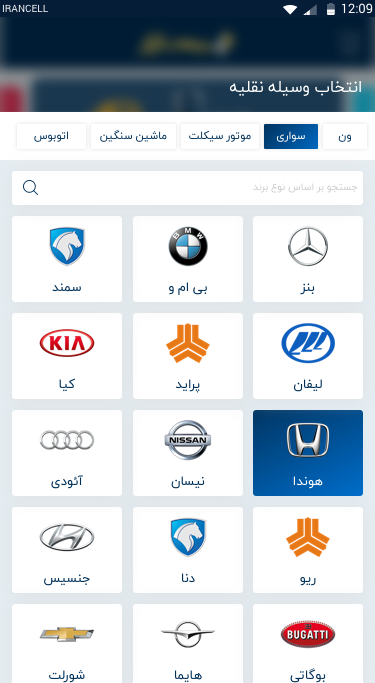 IRANCELL 12:09
انتخاب وسیله نقلیه
ون سواری موتور سیکلت ماشین سنگین اتوبوس
جستجو بر اساس نوع برند
BMW
بنز بی ام و سمند
KIA
لیفان پراید کیا
NISSAN
هوندا نیسان آئودی
ریو دنا جنسیس
BUGATTI
بوگاتی هایما شورلت